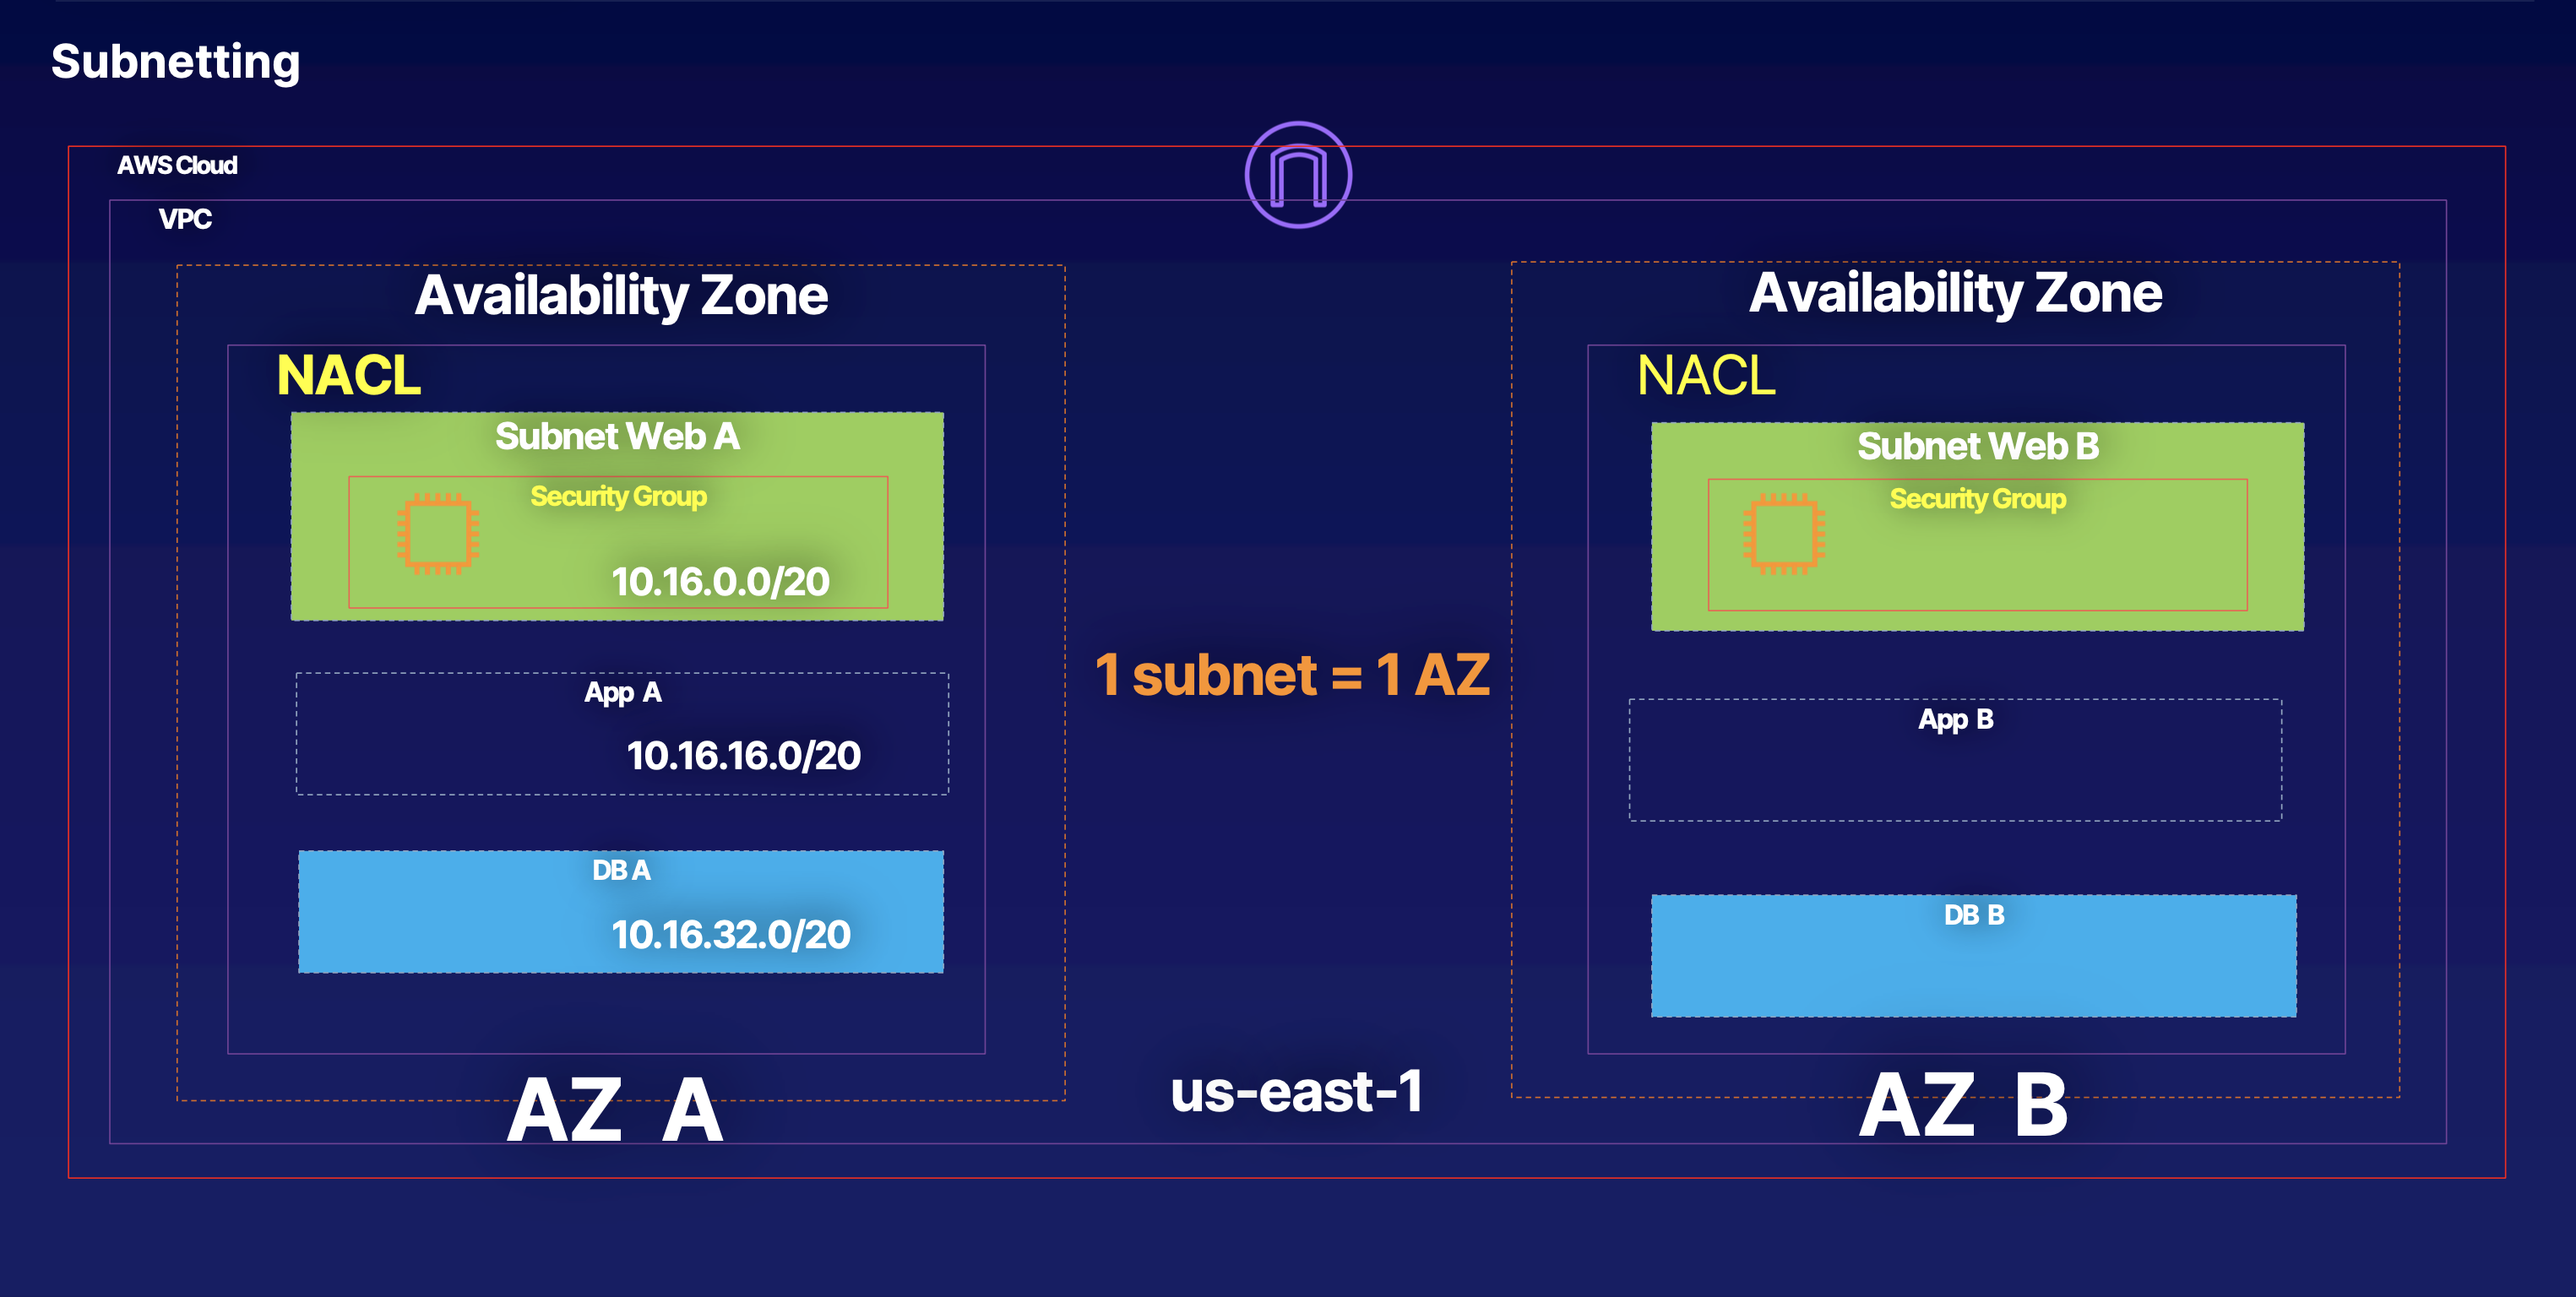 Subnetting
AWS Cloud
VPC
Availability Zone
NACL
Subnet Web A
Security Group
10.16.0.0/20
App A
10.16.16.0/20
DB A
10.16.32.0/20
AZ A
1 subnet = 1 AZ
us-east-1
Availability Zone
NACL
Subnet Web B
Security Group
App B
DB B
AZ B